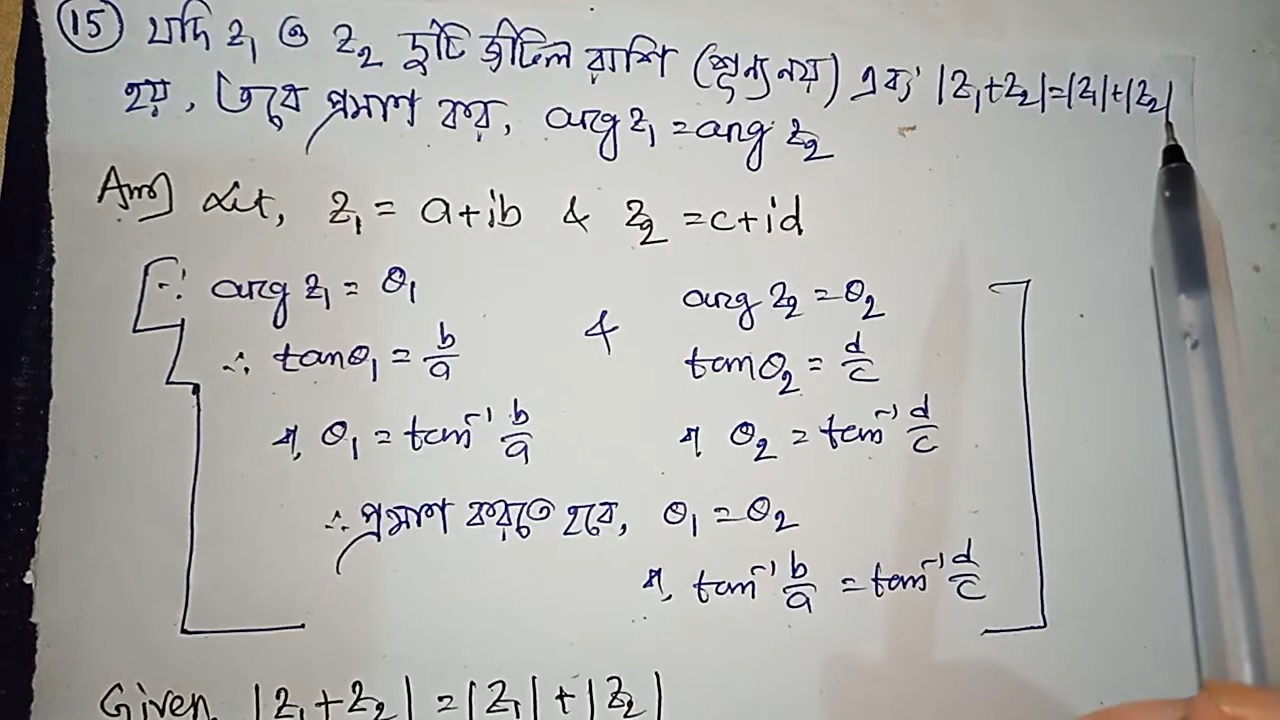 ⑮ যদি z₁ ও z₂ দুটি জটিল রাশি (শূন্য নয়) এবং |z₁+z₂|=|z₁|+|z₂|
হয়, তবে প্রমাণ কর, arg z₁ = arg z₂
Ans) Let, z₁ = a+ib & z₂ = c+id
∵ arg z₁ = θ₁ & arg z₂ = θ₂
∴ tanθ₁ = b/a tanθ₂ = d/c
বা, θ₁ = tan⁻¹ b/a বা θ₂ = tan⁻¹ d/c
∴ প্রমাণ করতে হবে, θ₁ = θ₂
বা, tan⁻¹ b/a = tan⁻¹ d/c
Given, |z₁+z₂| = |z₁| + |z₂|